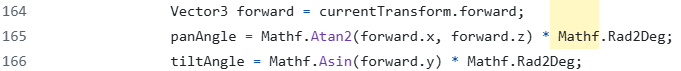 164 Vector3 forward = currentTransform.forward;
165 panAngle = Mathf.Atan2(forward.x, forward.z) * Mathf.Rad2Deg;
166 tiltAngle = Mathf.Asin(forward.y) * Mathf.Rad2Deg;